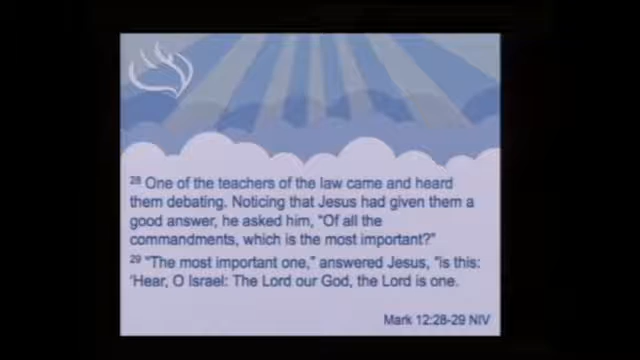 28 One of the teachers of the law came and heard
them debating. Noticing that Jesus had given them a
good answer, he asked him, "Of all the
commandments, which is the most important?"
29 "The most important one," answered Jesus, "is this:
'Hear, O Israel: The Lord our God, the Lord is one.
Mark 12:28-29 NIV